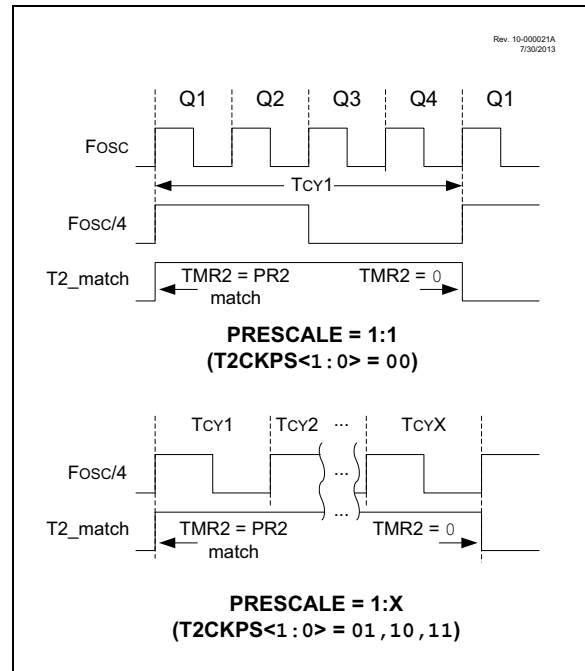 Rev. 10-000021A
7/30/2013
Q1 Q2 Q3 Q4 Q1
FOSC
TCY1
FOSC/4
T2_match
TMR2 = PR2 TMR2 = 0
match
PRESCALE = 1:1
(T2CKPS<1:0> = 00)
TCY1 TCY2 ... TCYX
FOSC/4 ...
T2_match ...
TMR2 = PR2 TMR2 = 0
match
PRESCALE = 1:X
(T2CKPS<1:0> = 01,10,11)